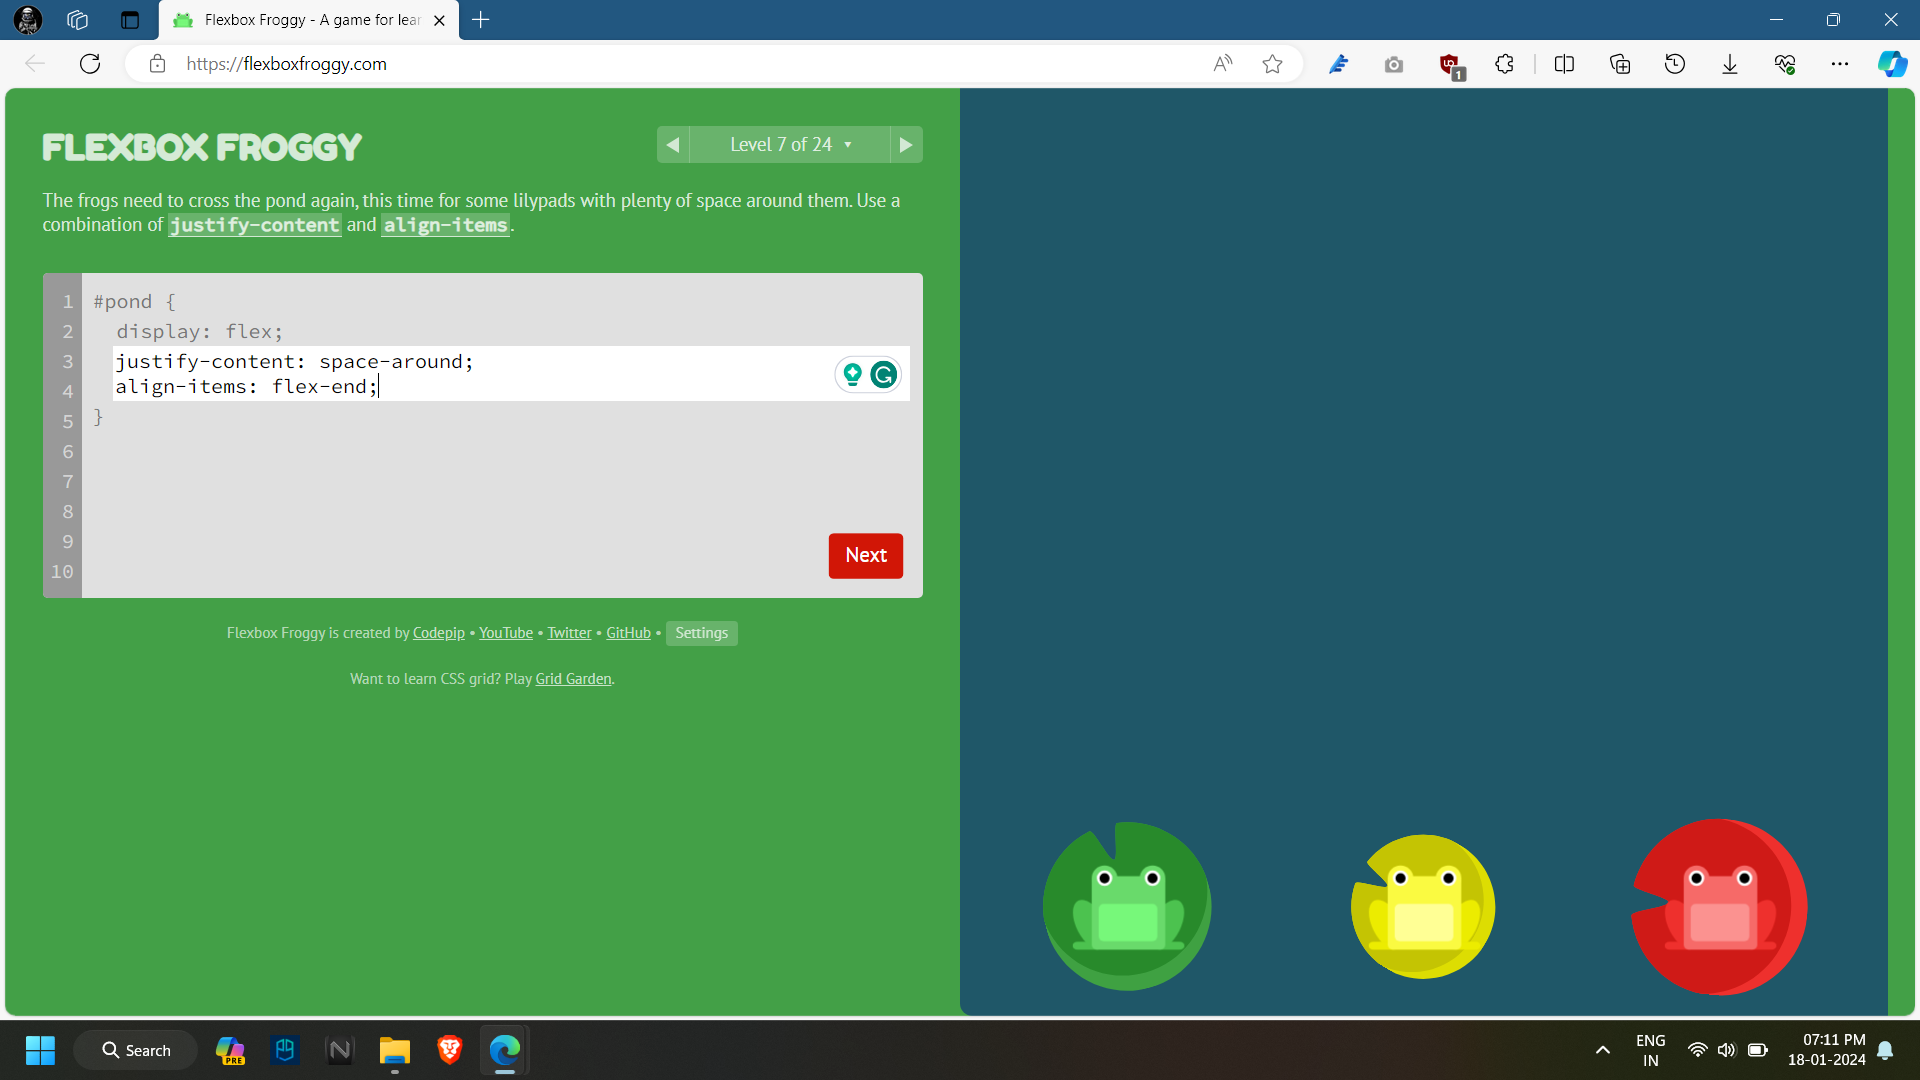 Flexbox Froggy - A game for lear
https://flexboxfroggy.com
1
FLEXBOX FROGGY
Level 7 of 24
The frogs need to cross the pond again, this time for some lilypads with plenty of space around them. Use a
combination of justify-content and align-items.
1 #pond {
2 display: flex;
3 justify-content: space-around;
4 align-items: flex-end;
5 }
6
7
8
9
10
Next
Flexbox Froggy is created by Codepip • YouTube • Twitter • GitHub • Settings
Want to learn CSS grid? Play Grid Garden.
Search
PRE
ENG
IN
07:11 PM
18-01-2024